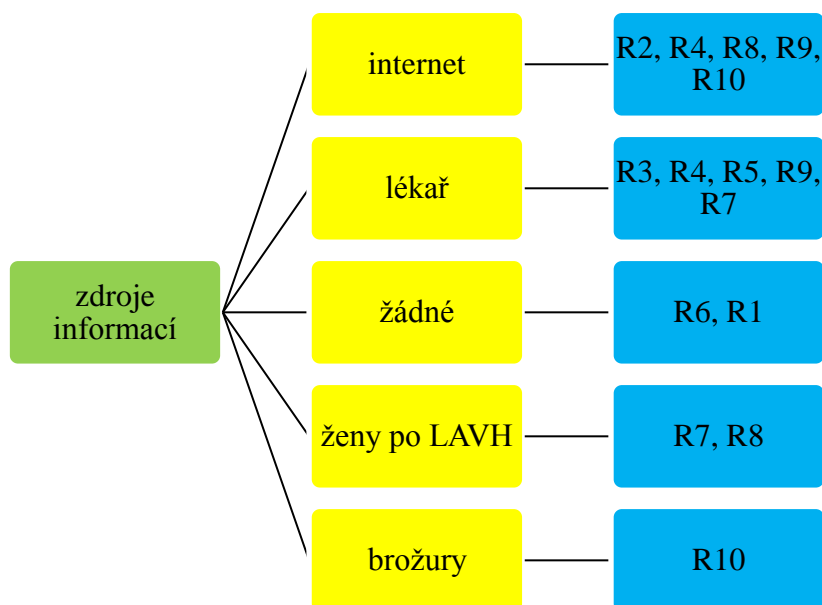 internet
R2, R4, R8, R9,
R10
lékař
R3, R4, R5, R9,
R7
zdroje
informací
žádné
R6, R1
ženy po LAVH
R7, R8
brožury
R10